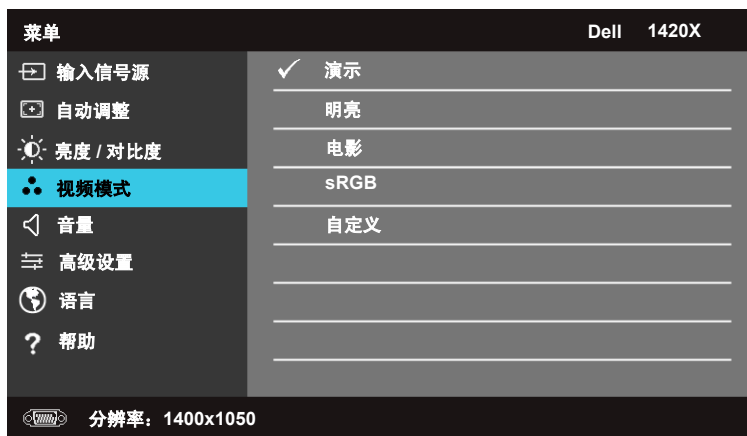 菜单 Dell 1420X
输入信号源 演示
自动调整 明亮
亮度 / 对比度 电影
视频模式 sRGB
音量 自定义
高级设置
语言
? 帮助
分辨率：1400x1050